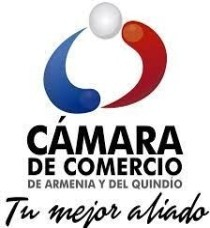 CÁMARA
DE COMERCIO
DE ARMENIA Y DEL QUINDÍO
Tu mejor aliado